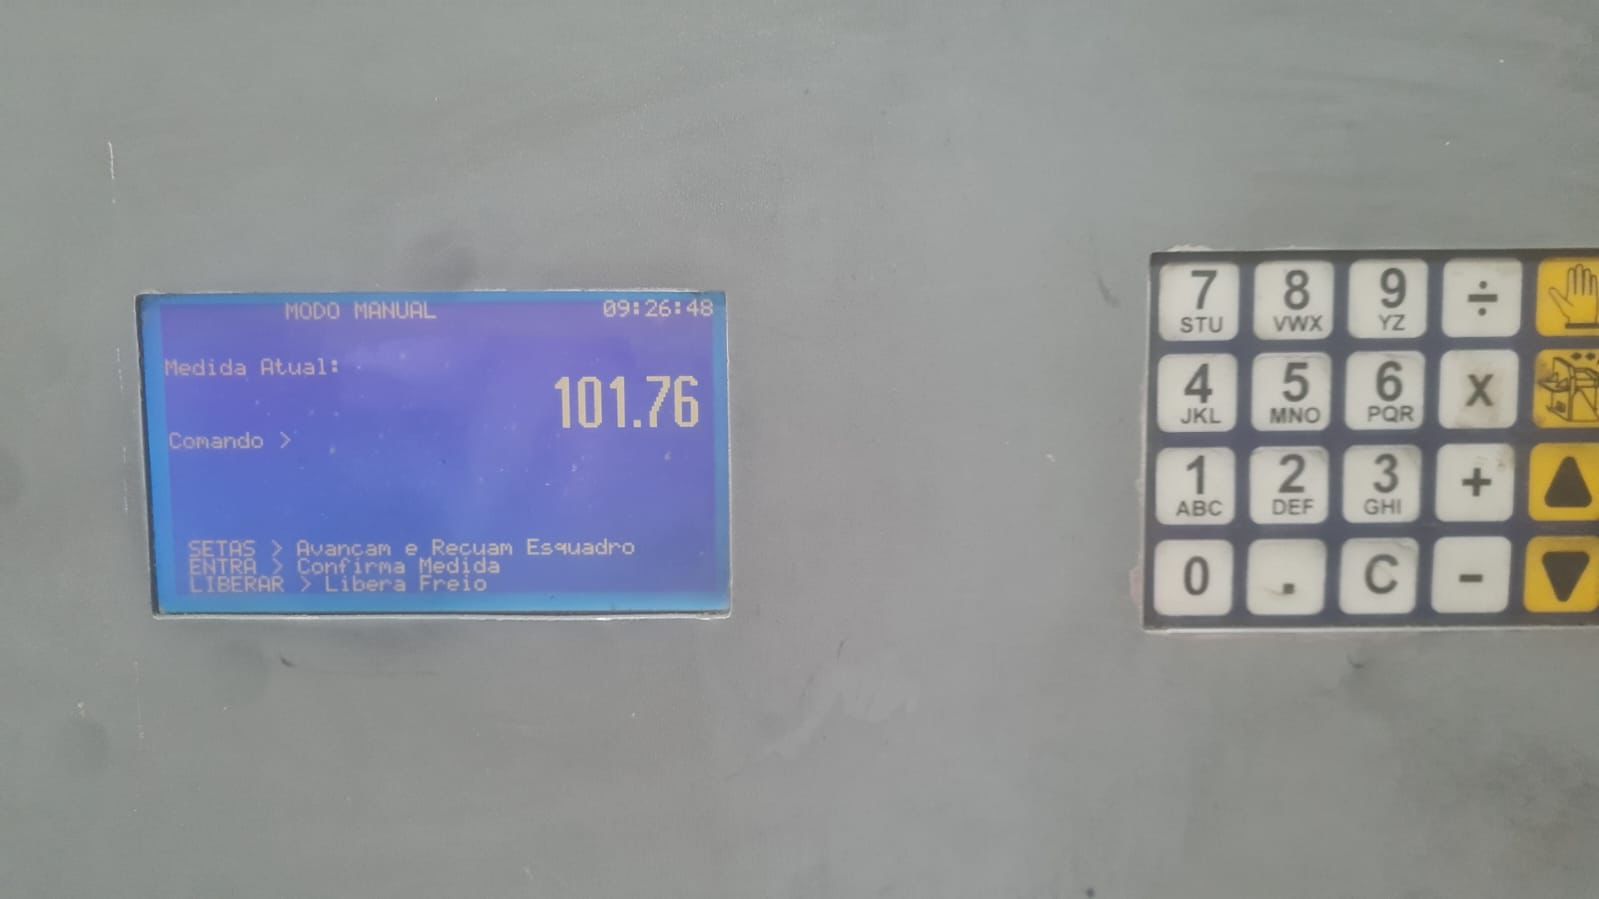 MODO MANUAL 09:26:48
Medida Atual:
101.76
Comando >
SETAS > Avancam e Recuam Esquadro
ENTRA > Confirma Medida
LIBERAR > Libera Freio
7 8 9 ÷
STU VWX YZ
4 5 6 X
JKL MNO PQR
1 2 3 +
ABC DEF GHI
0 . C -